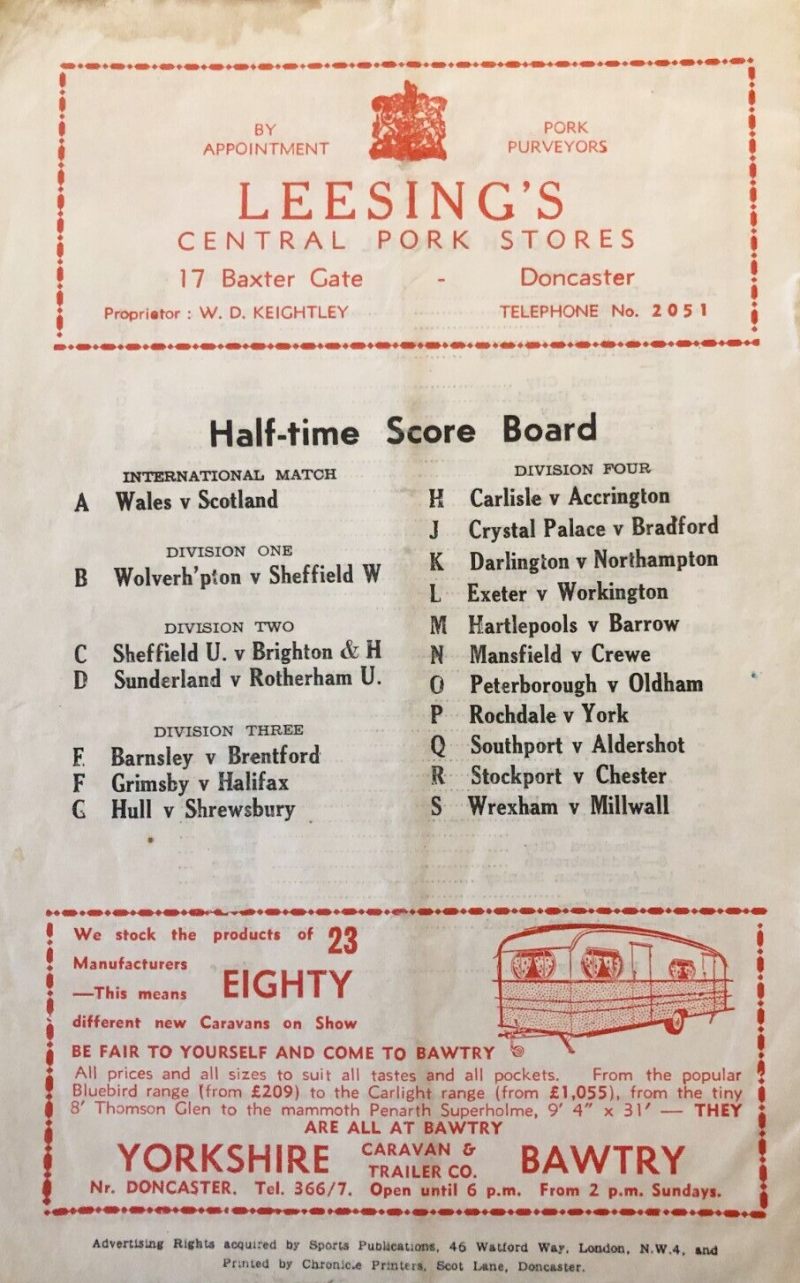 BY APPOINTMENT
PORK PURVEYORS
LEESING'S
CENTRAL PORK STORES
17 Baxter Gate - Doncaster
Proprietor : W. D. KEIGHTLEY TELEPHONE No. 2051
Half-time Score Board
INTERNATIONAL MATCH
A Wales v Scotland
DIVISION ONE
B Wolverh'pton v Sheffield W
DIVISION TWO
C Sheffield U. v Brighton & H
D Sunderland v Rotherham U.
DIVISION THREE
E Barnsley v Brentford
F Grimsby v Halifax
G Hull v Shrewsbury
DIVISION FOUR
H Carlisle v Accrington
J Crystal Palace v Bradford
K Darlington v Northampton
L Exeter v Workington
M Hartlepools v Barrow
N Mansfield v Crewe
O Peterborough v Oldham
P Rochdale v York
Q Southport v Aldershot
R Stockport v Chester
S Wrexham v Millwall
We stock the products of 23
Manufacturers
—This means EIGHTY
different new Caravans on Show
BE FAIR TO YOURSELF AND COME TO BAWTRY
All prices and all sizes to suit all tastes and all pockets. From the popular
Bluebird range (from £209) to the Carlight range (from £1,055), from the tiny
8' Thomson Glen to the mammoth Penarth Superholme, 9' 4" x 31' — THEY
ARE ALL AT BAWTRY
YORKSHIRE CARAVAN & TRAILER CO. BAWTRY
Nr. DONCASTER. Tel. 366/7. Open until 6 p.m. From 2 p.m. Sundays.
Advertising Rights acquired by Sports Publications, 46 Watford Way, London, N.W.4, and
Printed by Chronicle Printers, Scot Lane, Doncaster.